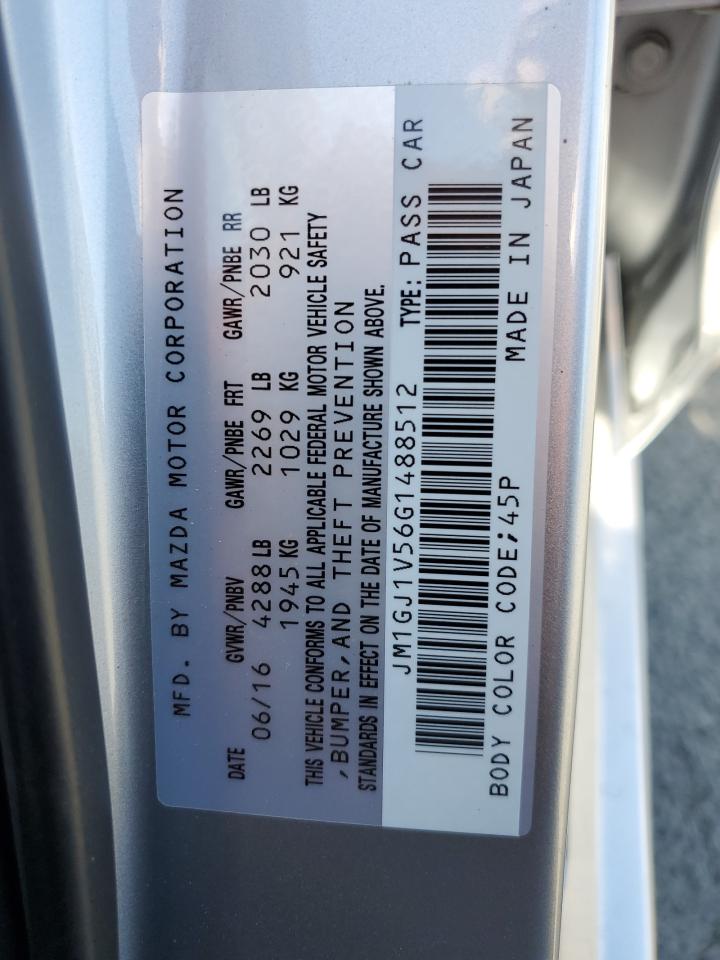 MFD. BY MAZDA MOTOR CORPORATION
DATE GVWR/PNBV GAWR/PNBE FRT GAWR/PNBE RR
06/16 4288 LB 2269 LB 2030 LB
1945 KG 1029 KG 921 KG
THIS VEHICLE CONFORMS TO ALL APPLICABLE FEDERAL MOTOR VEHICLE SAFETY
,BUMPER,AND THEFT PREVENTION
STANDARDS IN EFFECT ON THE DATE OF MANUFACTURE SHOWN ABOVE.
JM1GJ1V56G1488512 TYPE: PASS CAR
BODY COLOR CODE;45P MADE IN JAPAN